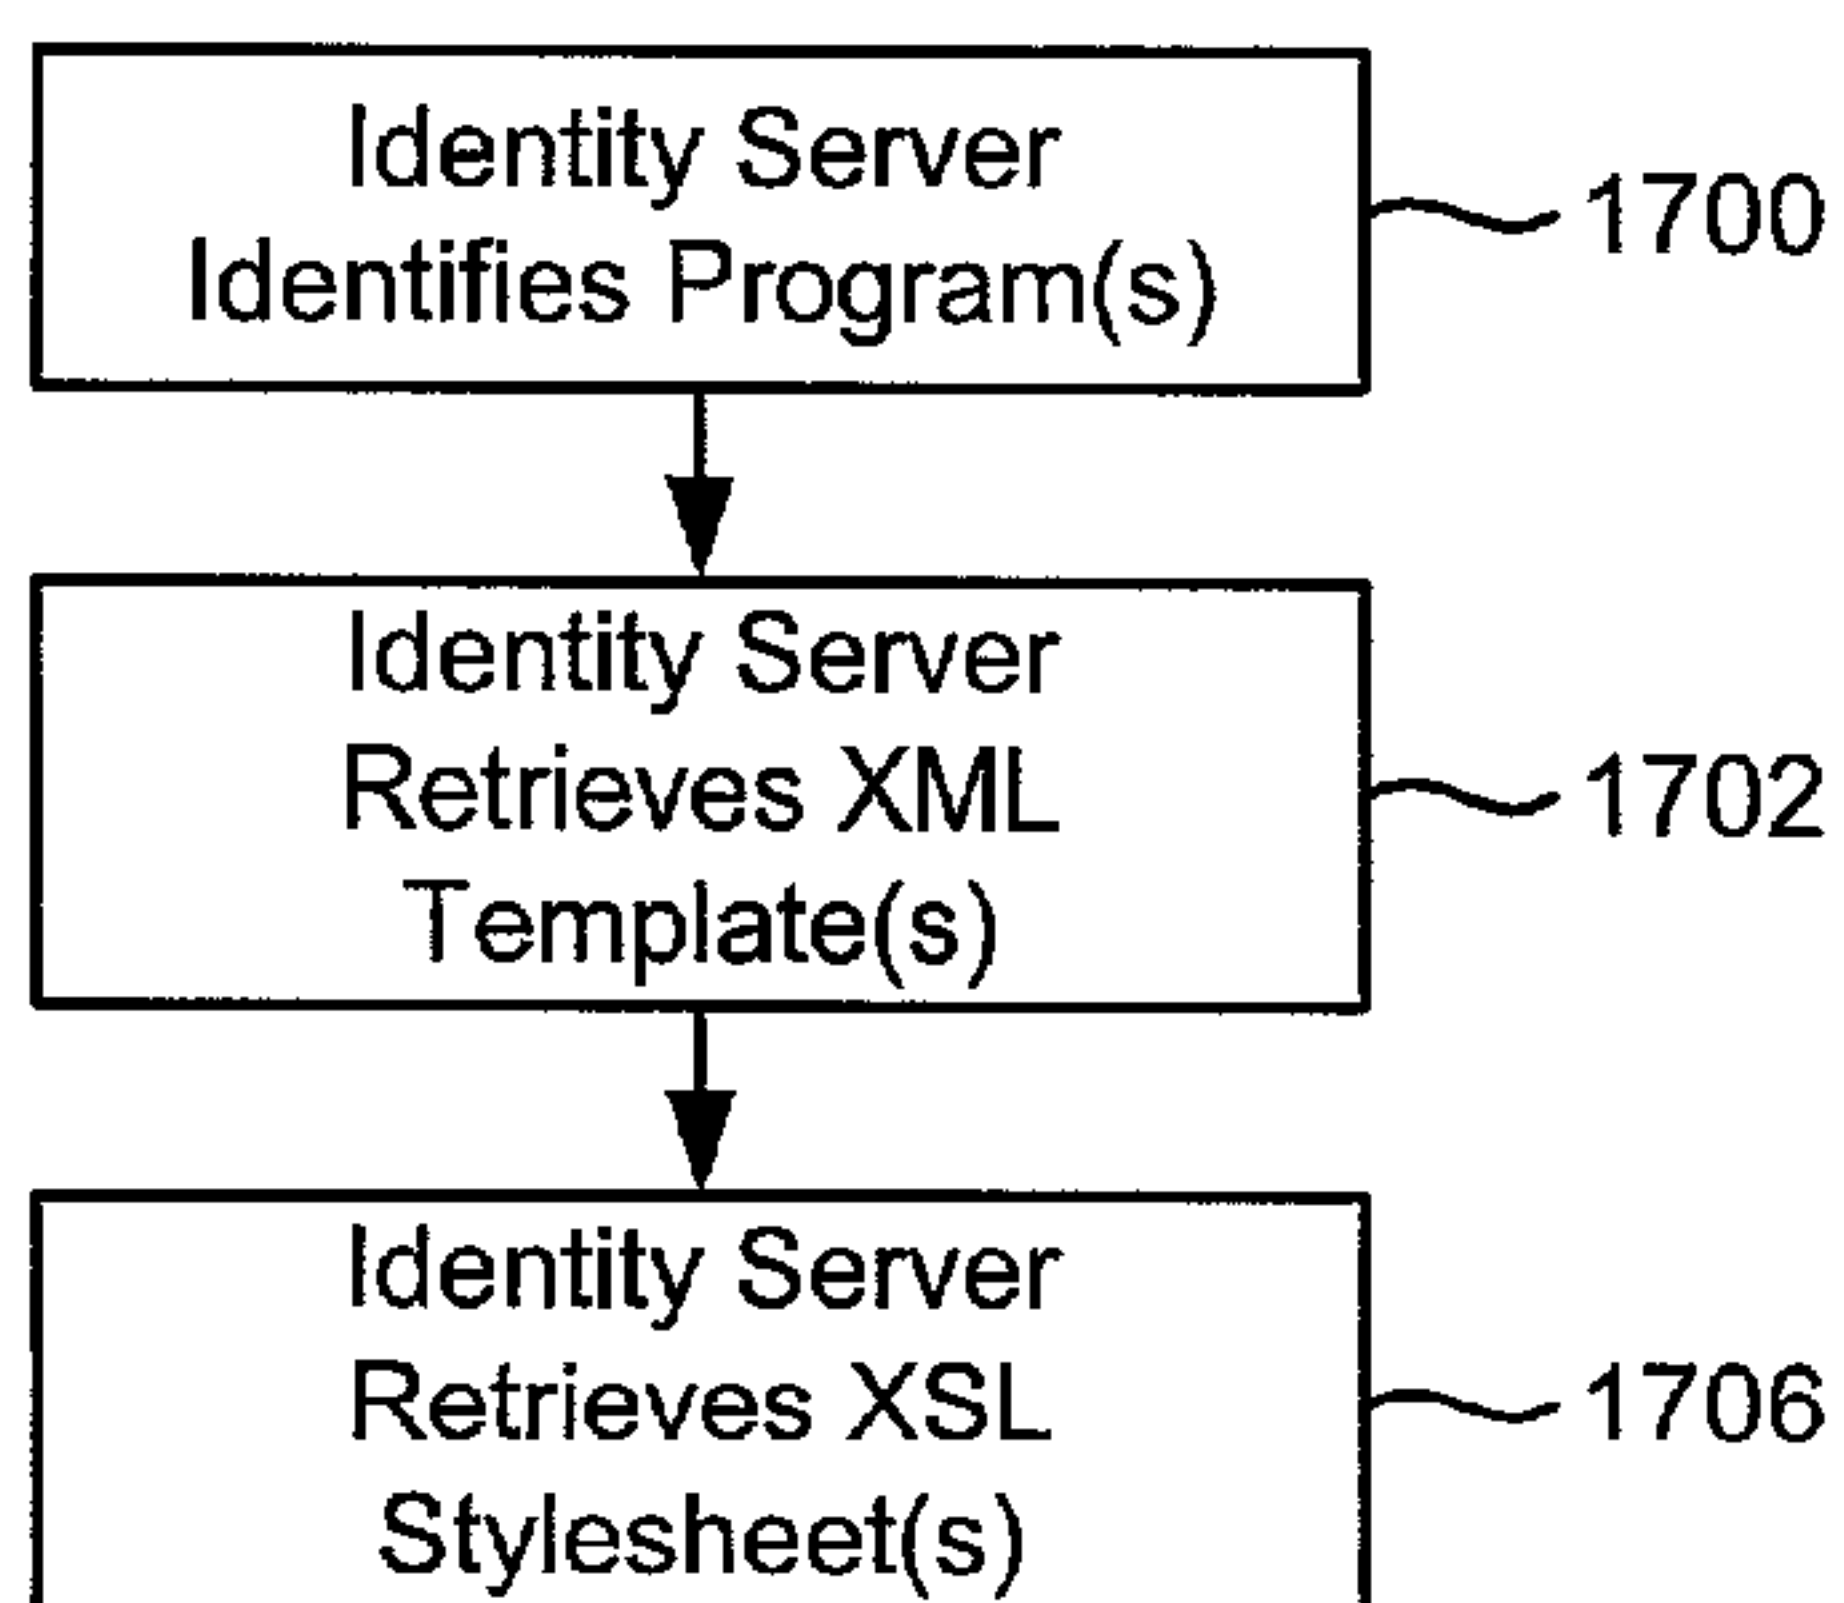 Identity Server
Identifies Program(s)
1700
Identity Server
Retrieves XML
Template(s)
1702
Identity Server
Retrieves XSL
Stylesheet(s)
1706